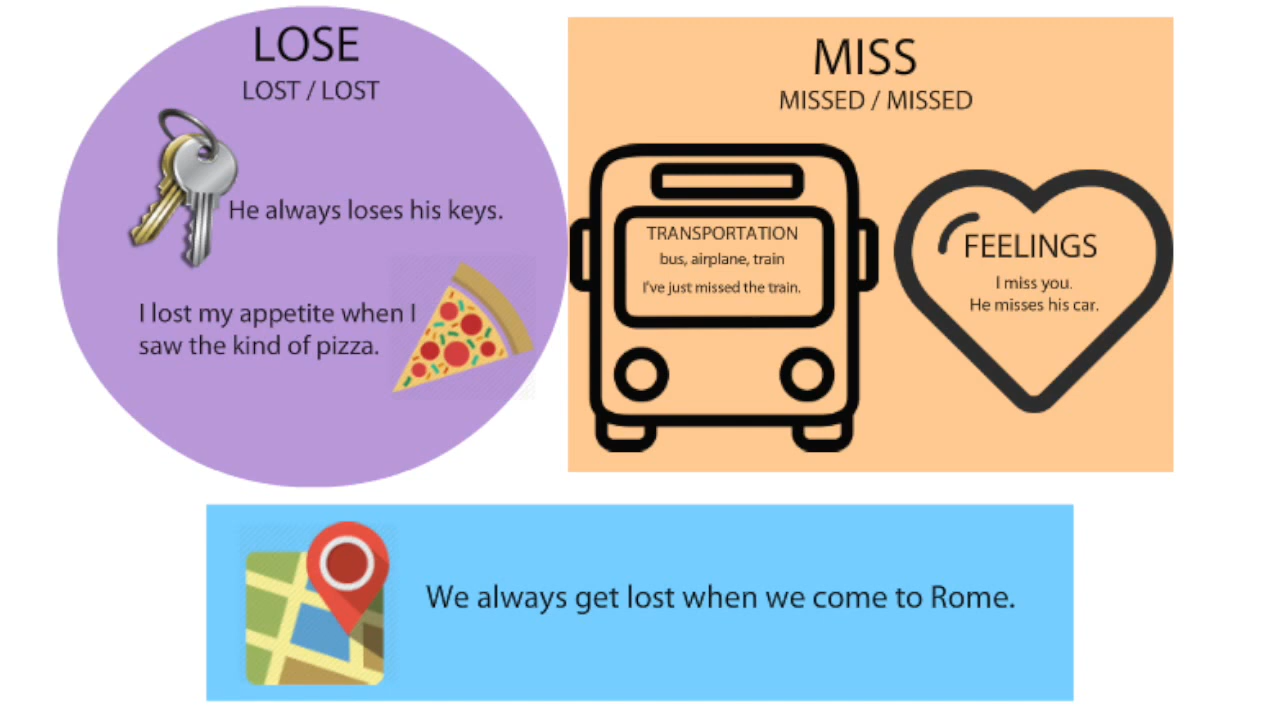 LOSE
LOST / LOST
He always loses his keys.
I lost my appetite when I
saw the kind of pizza.
MISS
MISSED / MISSED
TRANSPORTATION
bus, airplane, train
I've just missed the train.
FEELINGS
I miss you.
He misses his car.
We always get lost when we come to Rome.